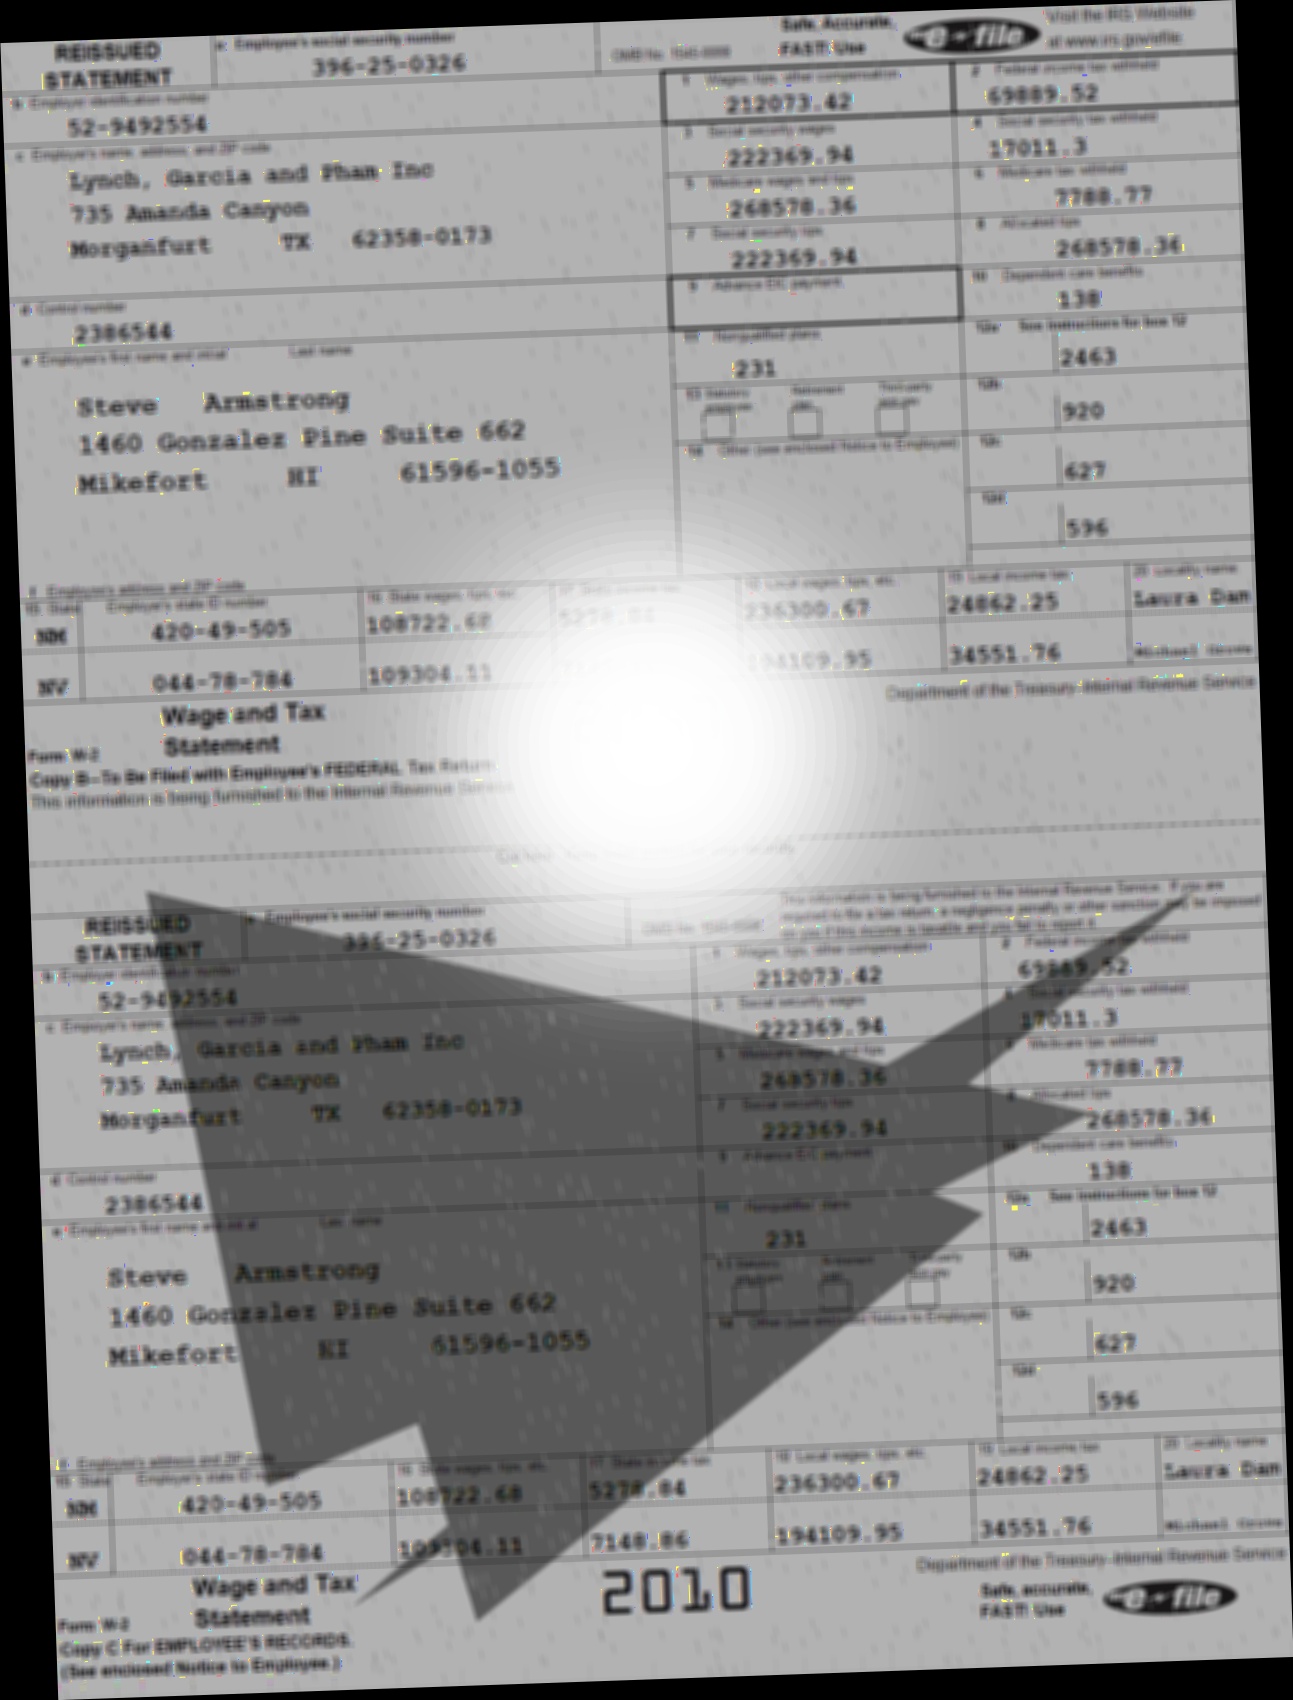 REISSUED STATEMENT
a Employee's social security number
396-25-0326
OMB No. 1545-0008
Safe, Accurate, FAST! Use
e-file
Visit the IRS Website at www.irs.gov/efile
b Employer identification number
52-9492554
1 Wages, tips, other compensation
212073.42
2 Federal income tax withheld
69889.52
c Employer's name, address, and ZIP code
Lynch, Garcia and Pham Inc
735 Amanda Canyon
Morganfurt TX 62358-0173
3 Social security wages
222369.94
4 Social security tax withheld
17011.3
5 Medicare wages and tips
268578.36
6 Medicare tax withheld
7788.77
7 Social security tips
222369.94
8 Allocated tips
268578.36
d Control number
2386544
9 Advance EIC payment
10 Dependent care benefits
138
e Employee's first name and initial Last name
Steve Armstrong
1460 Gonzalez Pine Suite 662
Mikefort HI 61596-1055
11 Nonqualified plans
231
12a See instructions for box 12
2463
13 Statutory employee Retirement plan Third-party sick pay
12b
920
14 Other (see enclosed Notice to Employee)
12c
627
12d
596
f Employee's address and ZIP code
15 State Employer's state ID number 16 State wages, tips, etc. 17 State income tax 18 Local wages, tips, etc. 19 Local income tax 20 Locality name
NM 420-49-505 108722.68 5278.84 236300.67 24862.25 Laura Dam
NV 044-78-784 109304.11 194109.95 34551.76 Michael
Wage and Tax Statement
Form W-2
Department of the Treasury-Internal Revenue Service
Copy B-To Be Filed with Employee's FEDERAL Tax Return
This information is being furnished to the Internal Revenue Service
REISSUED STATEMENT
a Employee's social security number
396-25-0326
OMB No. 1545-0008
This information is being furnished to the Internal Revenue Service. If you are
required to file a tax return, a negligence penalty or other sanction may be imposed
on you if this income is taxable and you fail to report it.
b Employer identification number
52-9492554
1 Wages, tips, other compensation
212073.42
2 Federal income tax withheld
69889.52
c Employer's name, address, and ZIP code
Lynch, Garcia and Pham Inc
735 Amanda Canyon
Morganfurt TX 62358-0173
3 Social security wages
222369.94
4 Social security tax withheld
17011.3
5 Medicare wages and tips
268578.36
6 Medicare tax withheld
7788.77
7 Social security tips
222369.94
8 Allocated tips
268578.36
d Control number
2386544
9 Advance EIC payment
10 Dependent care benefits
138
e Employee's first name and initial Last name
Steve Armstrong
1460 Gonzalez Pine Suite 662
Mikefort HI 61596-1055
11 Nonqualified plans
231
12a See instructions for box 12
2463
13 Statutory employee Retirement plan Third-party sick pay
12b
920
14 Other (see enclosed Notice to Employee)
12c
627
12d
596
f Employee's address and ZIP code
15 State Employer's state ID number 16 State wages, tips, etc. 17 State income tax 18 Local wages, tips, etc. 19 Local income tax 20 Locality name
NM 420-49-505 108722.68 5278.84 236300.67 24862.25 Laura Dam
NV 044-78-784 109304.11 7148.86 194109.95 34551.76 Michael
Wage and Tax Statement
Form W-2
2010
Department of the Treasury-Internal Revenue Service
Safe, accurate, FAST! Use
e-file
Copy C For EMPLOYEE'S RECORDS.
(See enclosed Notice to Employee.)